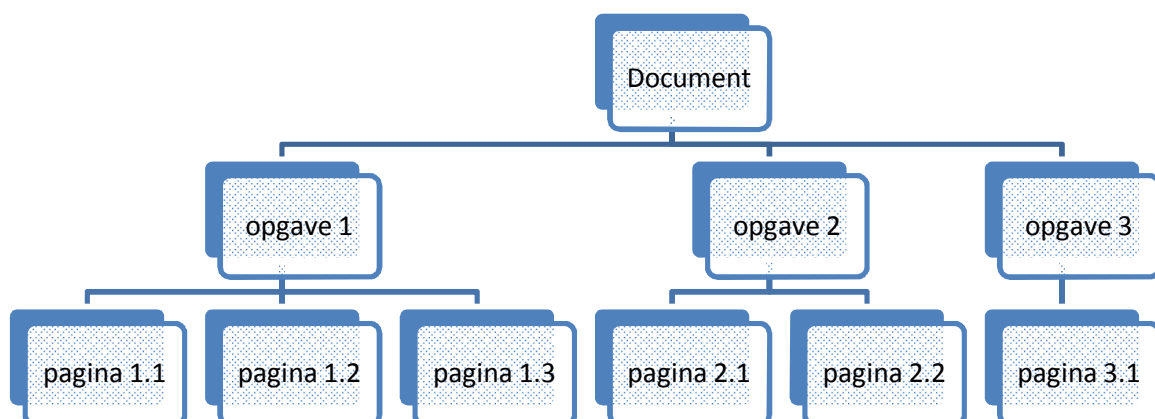 Document
opgave 1
opgave 2
opgave 3
pagina 1.1
pagina 1.2
pagina 1.3
pagina 2.1
pagina 2.2
pagina 3.1